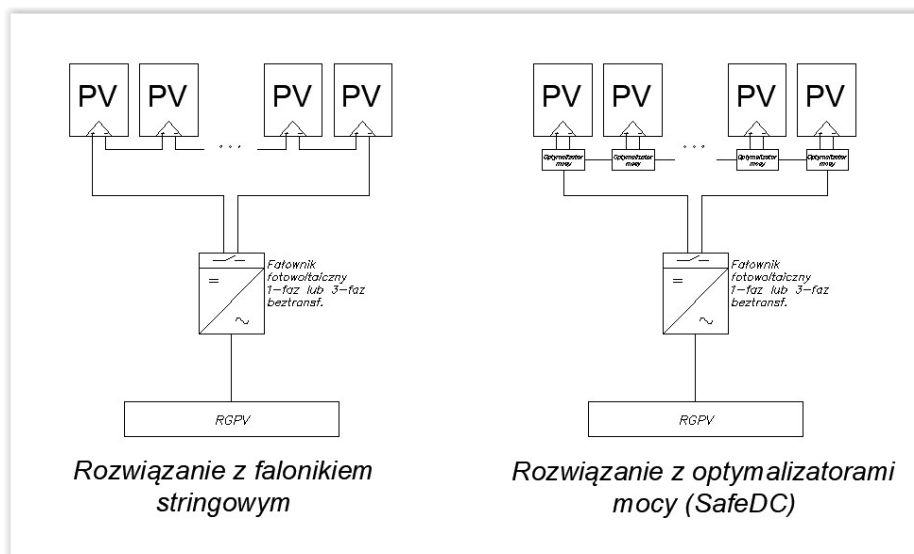 PV
PV
PV
PV
...
Fałownik
fotowoltaiczny
1-faz lub 3-faz
beztransf.
RGPV
Rozwiązanie z falonikiem
stringowym
PV
PV
PV
PV
Optymalizator
mocy
Optymalizator
mocy
...
Optymalizator
mocy
Optymalizator
mocy
Fałownik
fotowoltaiczny
1-faz lub 3-faz
beztransf.
RGPV
Rozwiązanie z optymalizatorami
mocy (SafeDC)